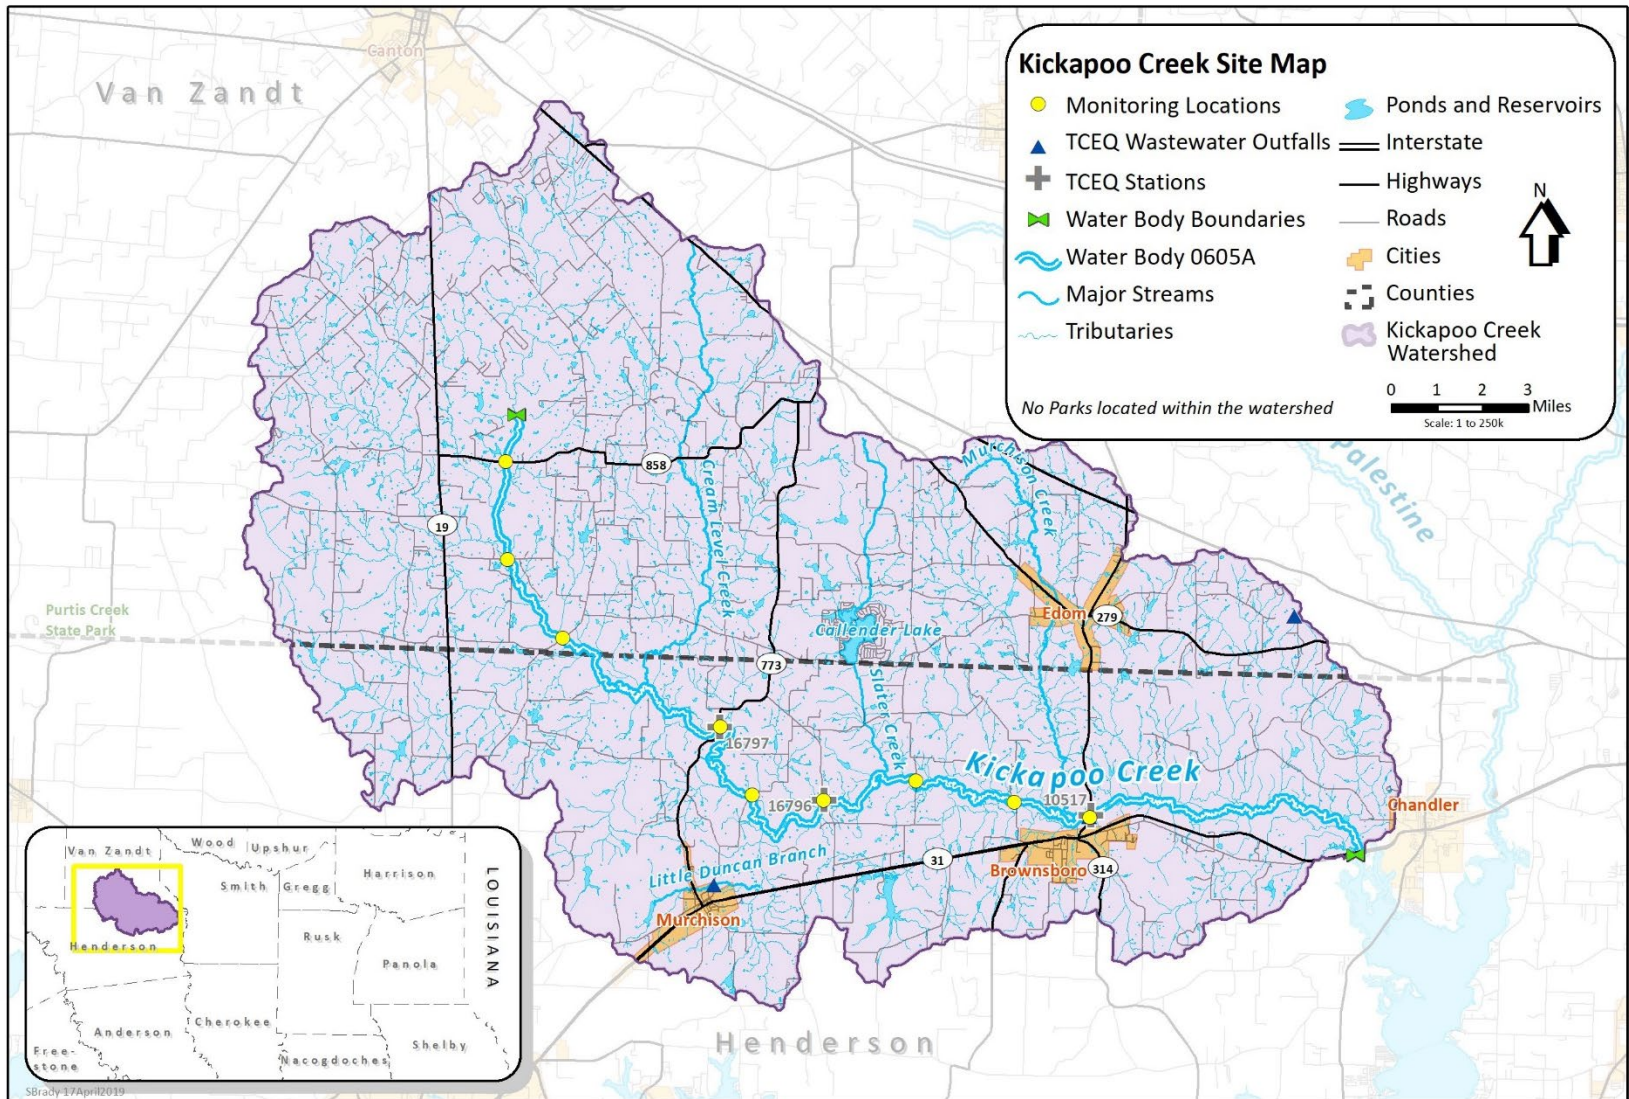 Canton
Van Zandt
Kickapoo Creek Site Map
Monitoring Locations
TCEQ Wastewater Outfalls
TCEQ Stations
Water Body Boundaries
Water Body 0605A
Major Streams
Tributaries
Ponds and Reservoirs
Interstate
Highways
Roads
Cities
Counties
Kickapoo Creek
Watershed
N
No Parks located within the watershed
0 1 2 3 Miles
Scale: 1 to 250k
Palestine
Murchison Creek
858
Cream Level Creek
19
Purtis Creek
State Park
Edom
279
Callender Lake
773
Slater Creek
16797
Kickapoo Creek
16796
10517
Chandler
Little Duncan Branch
31
Brownsboro
314
Murchison
Henderson
Van Zandt
Wood
Upshur
Smith
Gregg
Harrison
LOUISIANA
Henderson
Rusk
Panola
Cherokee
Anderson
Shelby
Free-
stone
Nacogdoches
SBrady 17April2019